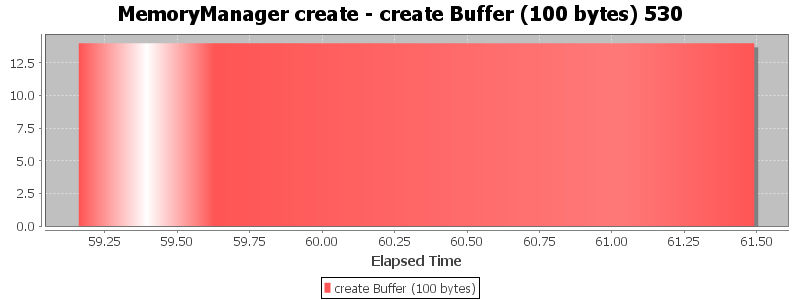 MemoryManager create - create Buffer (100 bytes) 530
12.5
10.0
7.5
5.0
2.5
0.0
59.25 59.50 59.75 60.00 60.25 60.50 60.75 61.00 61.25 61.50
Elapsed Time
create Buffer (100 bytes)